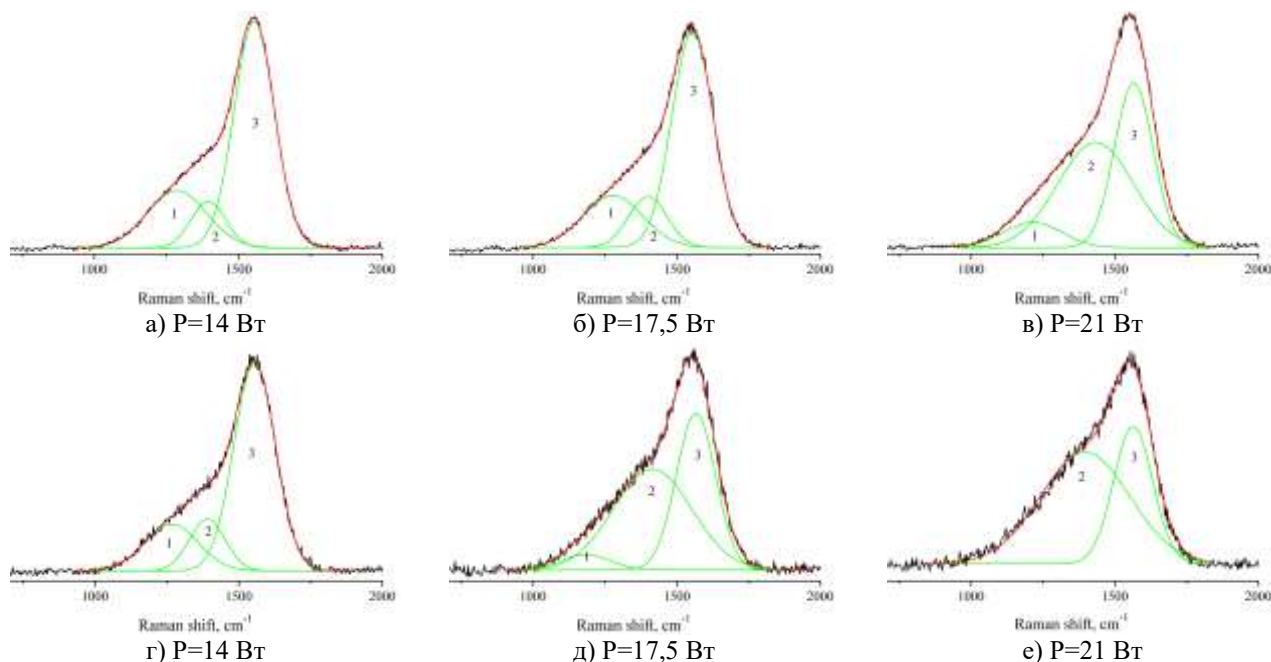 1
2
3
1000
1500
2000
Raman shift, cm⁻¹
а) P=14 Вт
1
2
3
1000
1500
2000
Raman shift, cm⁻¹
б) P=17,5 Вт
1
2
3
1000
1500
2000
Raman shift, cm⁻¹
в) P=21 Вт
1
2
3
1000
1500
2000
Raman shift, cm⁻¹
г) P=14 Вт
1
2
3
1000
1500
2000
Raman shift, cm⁻¹
д) P=17,5 Вт
2
3
1000
1500
2000
Raman shift, cm⁻¹
е) P=21 Вт